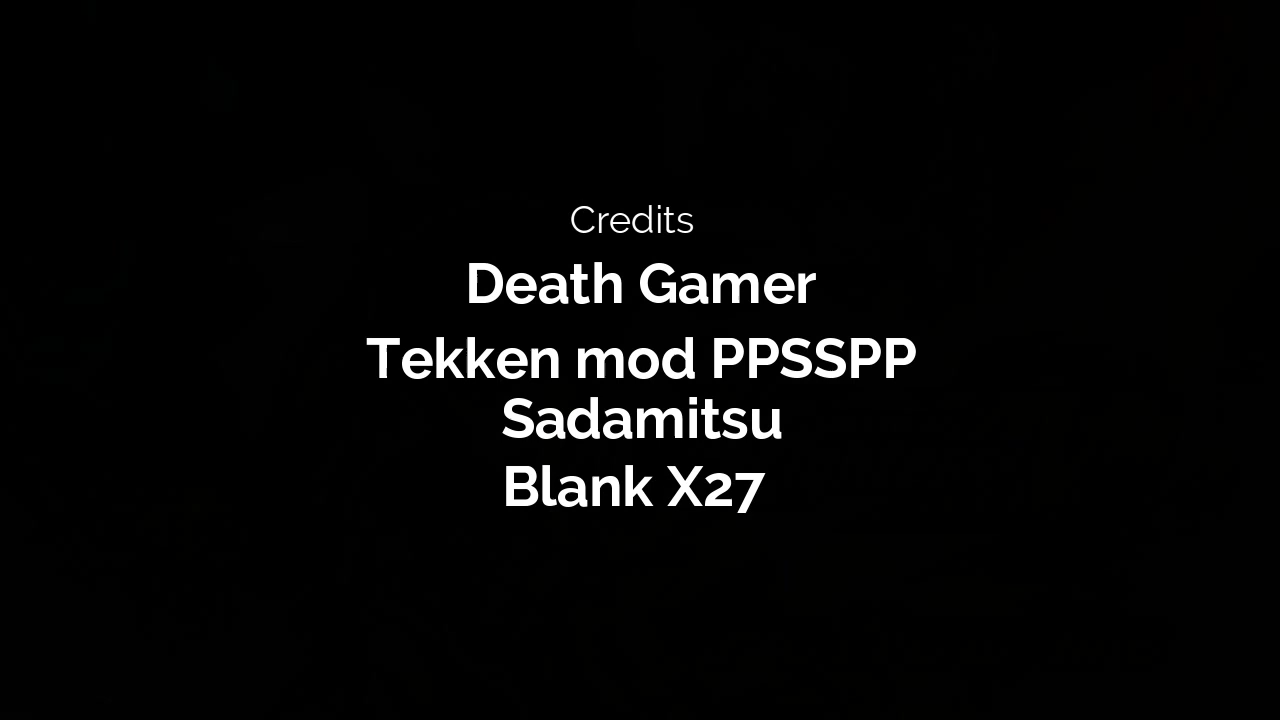 Credits
Death Gamer
Tekken mod PPSSPP
Sadamitsu
Blank X27